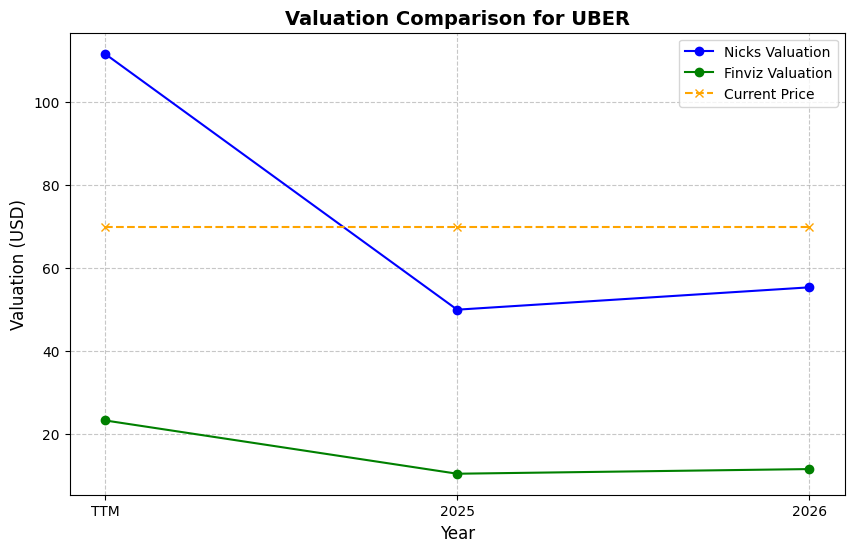 Valuation Comparison for UBER
Nicks Valuation
Finviz Valuation
Current Price
Valuation (USD)
100
80
60
40
20
TTM
2025
2026
Year